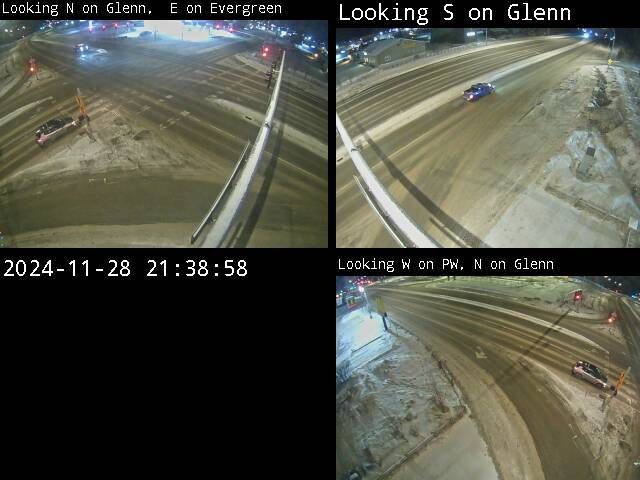 Looking N on Glenn, E on Evergreen
Looking S on Glenn
2024-11-28 21:38:58
Looking W on PW, N on Glenn